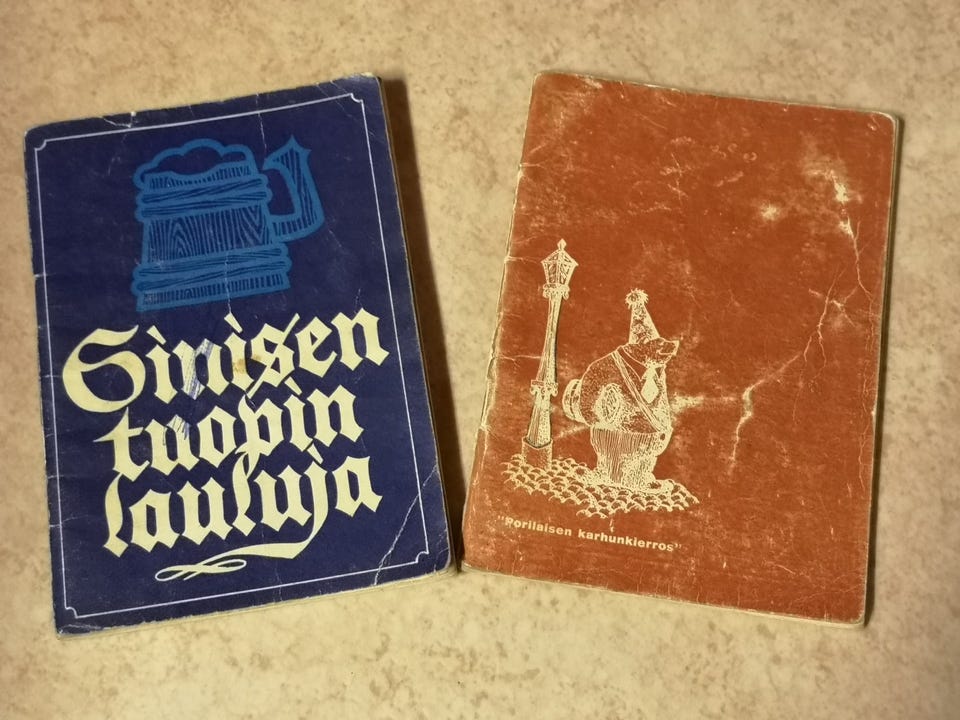 Sinisen
tuopin
lauluja
"Porilaisen karhunkierros"